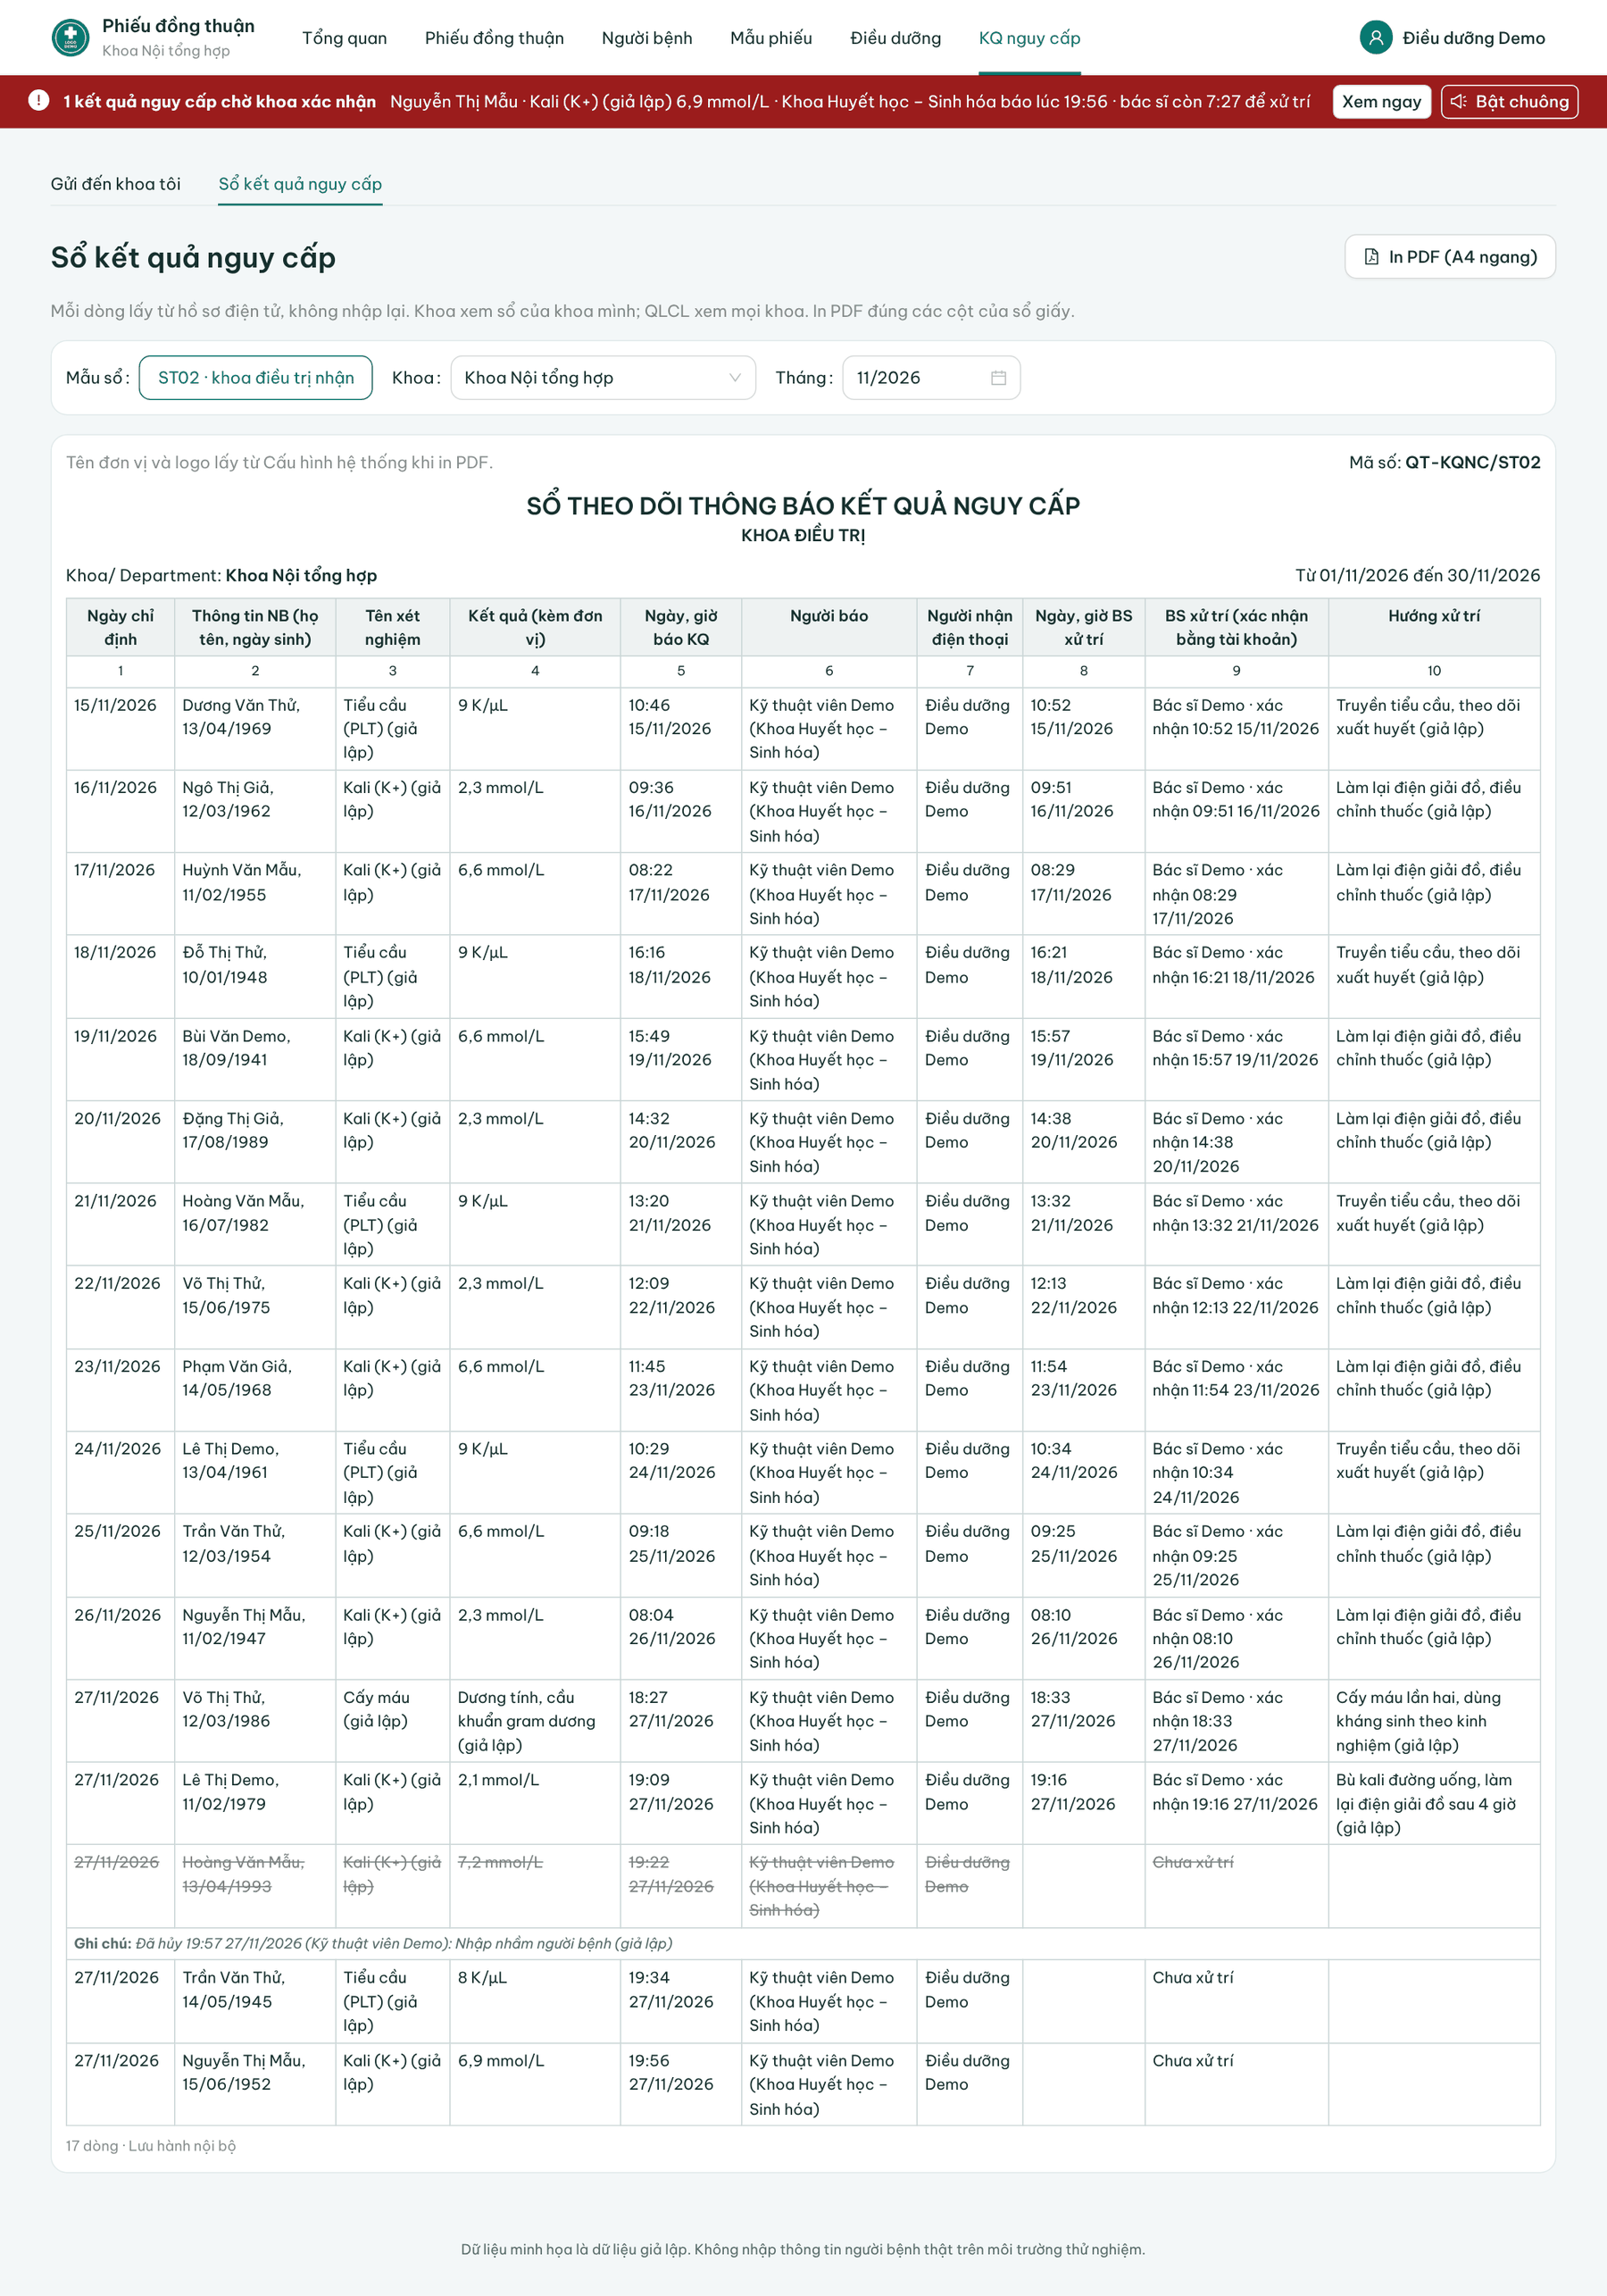 Phiếu đồng thuận
Khoa Nội tổng hợp
Tổng quan
Phiếu đồng thuận
Người bệnh
Mẫu phiếu
Điều dưỡng
KQ nguy cấp
Điều dưỡng Demo
1 kết quả nguy cấp chờ khoa xác nhận Nguyễn Thị Mẫu · Kali (K+) (giả lập) 6,9 mmol/L · Khoa Huyết học – Sinh hóa báo lúc 19:56 · bác sĩ còn 7:27 để xử trí
Xem ngay
Bật chuông
Gửi đến khoa tôi
Sổ kết quả nguy cấp
Sổ kết quả nguy cấp
In PDF (A4 ngang)
Mỗi dòng lấy từ hồ sơ điện tử, không nhập lại. Khoa xem sổ của khoa mình; QLCL xem mọi khoa. In PDF đúng các cột của sổ giấy.
Mẫu sổ: ST02 · khoa điều trị nhận Khoa: Khoa Nội tổng hợp Tháng: 11/2026
Tên đơn vị và logo lấy từ Cấu hình hệ thống khi in PDF.
Mã số: QT-KQNC/ST02
SỔ THEO DÕI THÔNG BÁO KẾT QUẢ NGUY CẤP
KHOA ĐIỀU TRỊ
Khoa/ Department: Khoa Nội tổng hợp
Từ 01/11/2026 đến 30/11/2026
Ngày chỉ định | Thông tin NB (họ tên, ngày sinh) | Tên xét nghiệm | Kết quả (kèm đơn vị) | Ngày, giờ báo KQ | Người báo | Người nhận điện thoại | Ngày, giờ BS xử trí | BS xử trí (xác nhận bằng tài khoản) | Hướng xử trí
1 | 2 | 3 | 4 | 5 | 6 | 7 | 8 | 9 | 10
15/11/2026 | Dương Văn Thử, 13/04/1969 | Tiểu cầu (PLT) (giả lập) | 9 K/µL | 10:46 15/11/2026 | Kỹ thuật viên Demo (Khoa Huyết học – Sinh hóa) | Điều dưỡng Demo | 10:52 15/11/2026 | Bác sĩ Demo · xác nhận 10:52 15/11/2026 | Truyền tiểu cầu, theo dõi xuất huyết (giả lập)
16/11/2026 | Ngô Thị Giả, 12/03/1962 | Kali (K+) (giả lập) | 2,3 mmol/L | 09:36 16/11/2026 | Kỹ thuật viên Demo (Khoa Huyết học – Sinh hóa) | Điều dưỡng Demo | 09:51 16/11/2026 | Bác sĩ Demo · xác nhận 09:51 16/11/2026 | Làm lại điện giải đồ, điều chỉnh thuốc (giả lập)
17/11/2026 | Huỳnh Văn Mẫu, 11/02/1955 | Kali (K+) (giả lập) | 6,6 mmol/L | 08:22 17/11/2026 | Kỹ thuật viên Demo (Khoa Huyết học – Sinh hóa) | Điều dưỡng Demo | 08:29 17/11/2026 | Bác sĩ Demo · xác nhận 08:29 17/11/2026 | Làm lại điện giải đồ, điều chỉnh thuốc (giả lập)
18/11/2026 | Đỗ Thị Thử, 10/01/1948 | Tiểu cầu (PLT) (giả lập) | 9 K/µL | 16:16 18/11/2026 | Kỹ thuật viên Demo (Khoa Huyết học – Sinh hóa) | Điều dưỡng Demo | 16:21 18/11/2026 | Bác sĩ Demo · xác nhận 16:21 18/11/2026 | Truyền tiểu cầu, theo dõi xuất huyết (giả lập)
19/11/2026 | Bùi Văn Demo, 18/09/1941 | Kali (K+) (giả lập) | 6,6 mmol/L | 15:49 19/11/2026 | Kỹ thuật viên Demo (Khoa Huyết học – Sinh hóa) | Điều dưỡng Demo | 15:57 19/11/2026 | Bác sĩ Demo · xác nhận 15:57 19/11/2026 | Làm lại điện giải đồ, điều chỉnh thuốc (giả lập)
20/11/2026 | Đặng Thị Giả, 17/08/1989 | Kali (K+) (giả lập) | 2,3 mmol/L | 14:32 20/11/2026 | Kỹ thuật viên Demo (Khoa Huyết học – Sinh hóa) | Điều dưỡng Demo | 14:38 20/11/2026 | Bác sĩ Demo · xác nhận 14:38 20/11/2026 | Làm lại điện giải đồ, điều chỉnh thuốc (giả lập)
21/11/2026 | Hoàng Văn Mẫu, 16/07/1982 | Tiểu cầu (PLT) (giả lập) | 9 K/µL | 13:20 21/11/2026 | Kỹ thuật viên Demo (Khoa Huyết học – Sinh hóa) | Điều dưỡng Demo | 13:32 21/11/2026 | Bác sĩ Demo · xác nhận 13:32 21/11/2026 | Truyền tiểu cầu, theo dõi xuất huyết (giả lập)
22/11/2026 | Võ Thị Thử, 15/06/1975 | Kali (K+) (giả lập) | 2,3 mmol/L | 12:09 22/11/2026 | Kỹ thuật viên Demo (Khoa Huyết học – Sinh hóa) | Điều dưỡng Demo | 12:13 22/11/2026 | Bác sĩ Demo · xác nhận 12:13 22/11/2026 | Làm lại điện giải đồ, điều chỉnh thuốc (giả lập)
23/11/2026 | Phạm Văn Giả, 14/05/1968 | Kali (K+) (giả lập) | 6,6 mmol/L | 11:45 23/11/2026 | Kỹ thuật viên Demo (Khoa Huyết học – Sinh hóa) | Điều dưỡng Demo | 11:54 23/11/2026 | Bác sĩ Demo · xác nhận 11:54 23/11/2026 | Làm lại điện giải đồ, điều chỉnh thuốc (giả lập)
24/11/2026 | Lê Thị Demo, 13/04/1961 | Tiểu cầu (PLT) (giả lập) | 9 K/µL | 10:29 24/11/2026 | Kỹ thuật viên Demo (Khoa Huyết học – Sinh hóa) | Điều dưỡng Demo | 10:34 24/11/2026 | Bác sĩ Demo · xác nhận 10:34 24/11/2026 | Truyền tiểu cầu, theo dõi xuất huyết (giả lập)
25/11/2026 | Trần Văn Thử, 12/03/1954 | Kali (K+) (giả lập) | 6,6 mmol/L | 09:18 25/11/2026 | Kỹ thuật viên Demo (Khoa Huyết học – Sinh hóa) | Điều dưỡng Demo | 09:25 25/11/2026 | Bác sĩ Demo · xác nhận 09:25 25/11/2026 | Làm lại điện giải đồ, điều chỉnh thuốc (giả lập)
26/11/2026 | Nguyễn Thị Mẫu, 11/02/1947 | Kali (K+) (giả lập) | 2,3 mmol/L | 08:04 26/11/2026 | Kỹ thuật viên Demo (Khoa Huyết học – Sinh hóa) | Điều dưỡng Demo | 08:10 26/11/2026 | Bác sĩ Demo · xác nhận 08:10 26/11/2026 | Làm lại điện giải đồ, điều chỉnh thuốc (giả lập)
27/11/2026 | Võ Thị Thử, 12/03/1986 | Cấy máu (giả lập) | Dương tính, cầu khuẩn gram dương (giả lập) | 18:27 27/11/2026 | Kỹ thuật viên Demo (Khoa Huyết học – Sinh hóa) | Điều dưỡng Demo | 18:33 27/11/2026 | Bác sĩ Demo · xác nhận 18:33 27/11/2026 | Cấy máu lần hai, dùng kháng sinh theo kinh nghiệm (giả lập)
27/11/2026 | Lê Thị Demo, 11/02/1979 | Kali (K+) (giả lập) | 2,1 mmol/L | 19:09 27/11/2026 | Kỹ thuật viên Demo (Khoa Huyết học – Sinh hóa) | Điều dưỡng Demo | 19:16 27/11/2026 | Bác sĩ Demo · xác nhận 19:16 27/11/2026 | Bù kali đường uống, làm lại điện giải đồ sau 4 giờ (giả lập)
27/11/2026 | Hoàng Văn Mẫu, 13/04/1993 | Kali (K+) (giả lập) | 7,2 mmol/L | 19:22 27/11/2026 | Kỹ thuật viên Demo (Khoa Huyết học – Sinh hóa) | Điều dưỡng Demo | | Chưa xử trí |
Ghi chú: Đã hủy 19:57 27/11/2026 (Kỹ thuật viên Demo): Nhập nhầm người bệnh (giả lập)
27/11/2026 | Trần Văn Thử, 14/05/1945 | Tiểu cầu (PLT) (giả lập) | 8 K/µL | 19:34 27/11/2026 | Kỹ thuật viên Demo (Khoa Huyết học – Sinh hóa) | Điều dưỡng Demo | | Chưa xử trí |
27/11/2026 | Nguyễn Thị Mẫu, 15/06/1952 | Kali (K+) (giả lập) | 6,9 mmol/L | 19:56 27/11/2026 | Kỹ thuật viên Demo (Khoa Huyết học – Sinh hóa) | Điều dưỡng Demo | | Chưa xử trí |
17 dòng · Lưu hành nội bộ
Dữ liệu minh họa là dữ liệu giả lập. Không nhập thông tin người bệnh thật trên môi trường thử nghiệm.